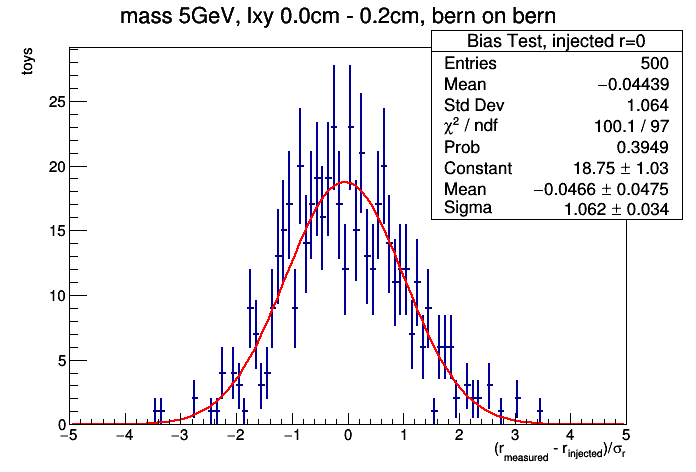 mass 5GeV, lxy 0.0cm - 0.2cm, bern on bern
Bias Test, injected r=0
Entries 500
Mean −0.04439
Std Dev 1.064
χ² / ndf 100.1 / 97
Prob 0.3949
Constant 18.75 ± 1.03
Mean −0.0466 ± 0.0475
Sigma 1.062 ± 0.034
toys
25
20
15
10
5
0
−5 −4 −3 −2 −1 0 1 2 3 4 5
(r_measured - r_injected)/σ_r